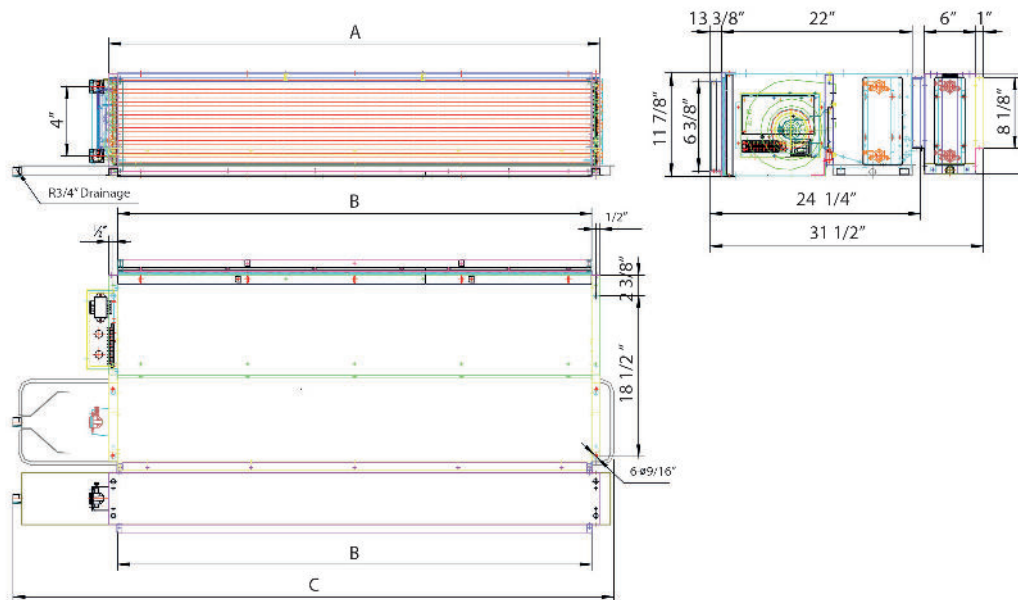 A
4"
R3/4" Drainage
B
1/2"
½"
2 3/8"
18 1/2"
6-ø9/16"
B
C
13 3/8"
22"
6"
1"
11 7/8"
6 3/8"
8 1/8"
24 1/4"
31 1/2"